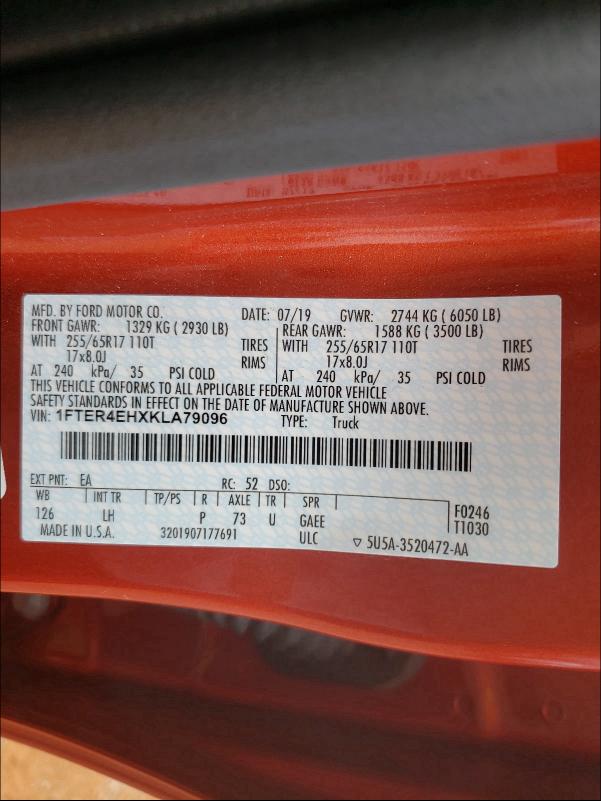 MFD. BY FORD MOTOR CO. DATE: 07/19 GVWR: 2744 KG ( 6050 LB)
FRONT GAWR: 1329 KG ( 2930 LB) REAR GAWR: 1588 KG ( 3500 LB)
WITH 255/65R17 110T TIRES WITH 255/65R17 110T TIRES
17x8.0J RIMS 17x8.0J RIMS
AT 240 kPa/ 35 PSI COLD AT 240 kPa/ 35 PSI COLD
THIS VEHICLE CONFORMS TO ALL APPLICABLE FEDERAL MOTOR VEHICLE
SAFETY STANDARDS IN EFFECT ON THE DATE OF MANUFACTURE SHOWN ABOVE.
VIN: 1FTER4EHXKLA79096 TYPE: Truck
EXT PNT: EA RC: 52 DSO:
WB INT TR TP/PS R AXLE TR SPR F0246
126 LH P 73 U GAEE T1030
MADE IN U.S.A. 3201907177691 ULC ▽ 5U5A-3520472-AA